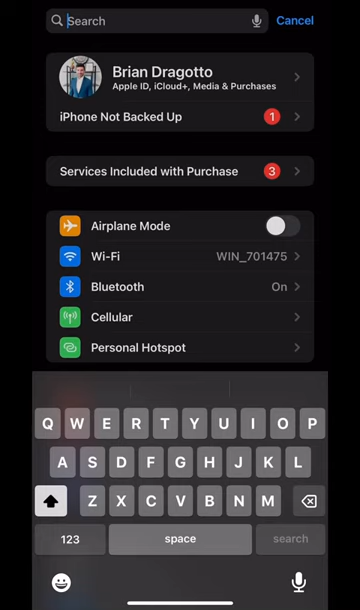 Search
Cancel
Brian Dragotto
Apple ID, iCloud+, Media & Purchases
iPhone Not Backed Up 1
Services Included with Purchase 3
Airplane Mode
Wi-Fi WIN_701475
Bluetooth On
Cellular
Personal Hotspot
Q W E R T Y U I O P
A S D F G H J K L
Z X C V B N M
123 space search